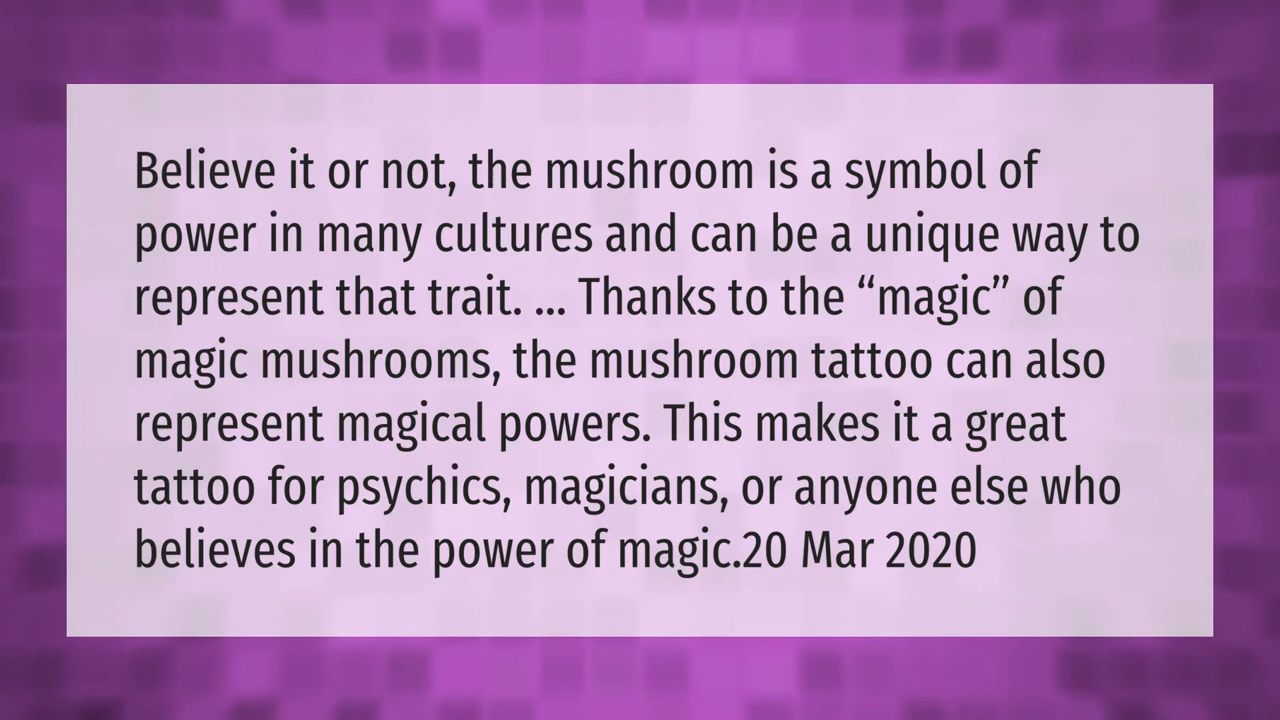 Believe it or not, the mushroom is a symbol of
power in many cultures and can be a unique way to
represent that trait. ... Thanks to the “magic” of
magic mushrooms, the mushroom tattoo can also
represent magical powers. This makes it a great
tattoo for psychics, magicians, or anyone else who
believes in the power of magic.20 Mar 2020